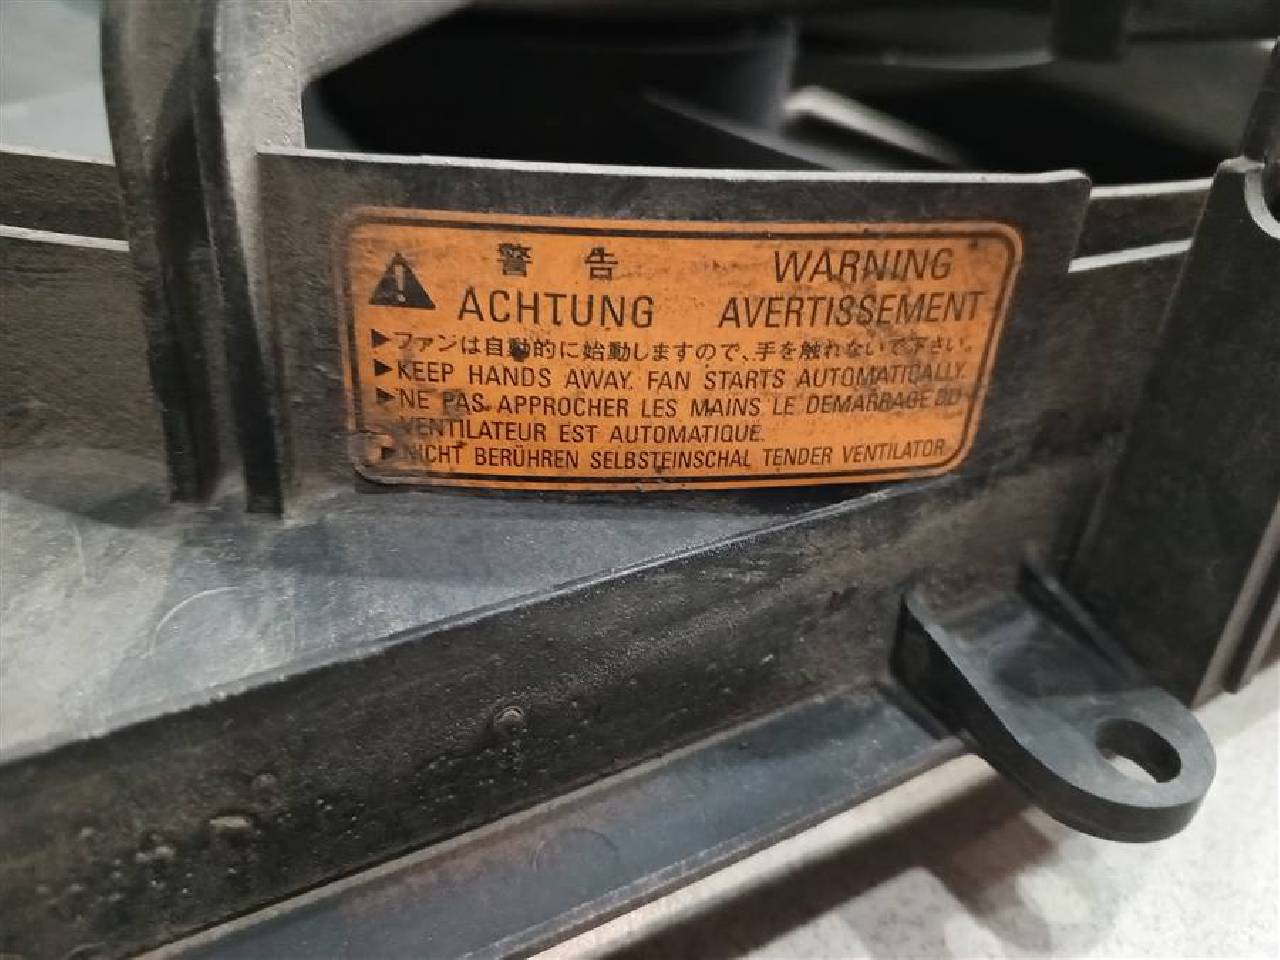 警告 WARNING
ACHTUNG AVERTISSEMENT
▶ファンは自動的に始動しますので、手を触れないで下さい。
▶KEEP HANDS AWAY. FAN STARTS AUTOMATICALLY.
▶NE PAS APPROCHER LES MAINS LE DEMARRAGE DU
VENTILATEUR EST AUTOMATIQUE.
▶NICHT BERÜHREN SELBSTEINSCHAL TENDER VENTILATOR